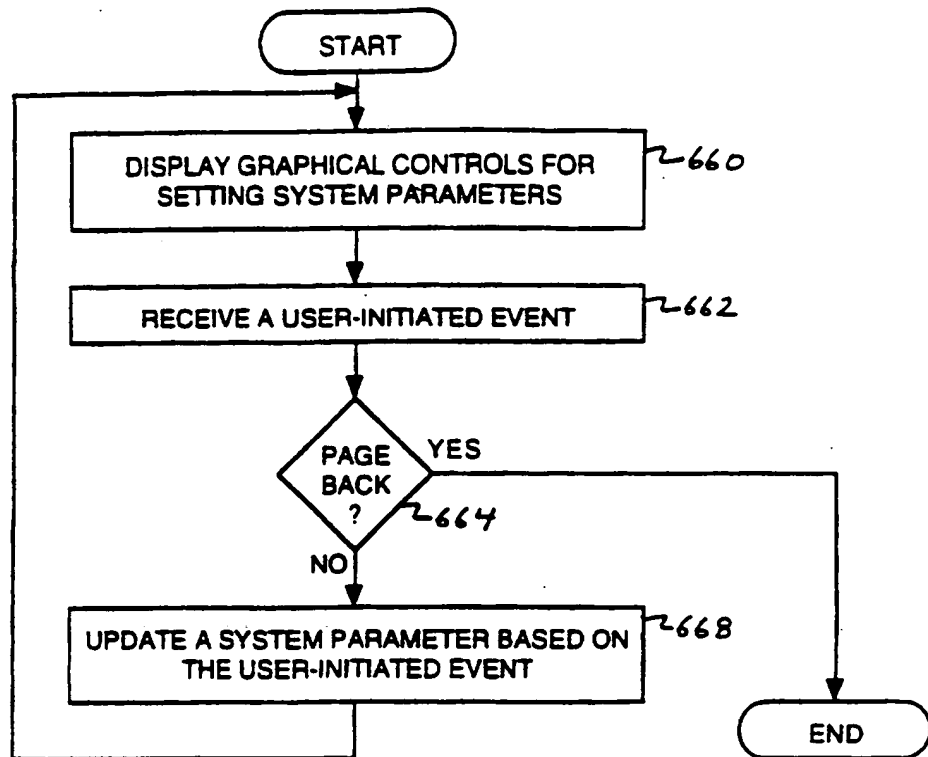 START
DISPLAY GRAPHICAL CONTROLS FOR
SETTING SYSTEM PARAMETERS
660
RECEIVE A USER-INITIATED EVENT
662
PAGE
BACK
?
YES
664
NO
UPDATE A SYSTEM PARAMETER BASED ON
THE USER-INITIATED EVENT
668
END